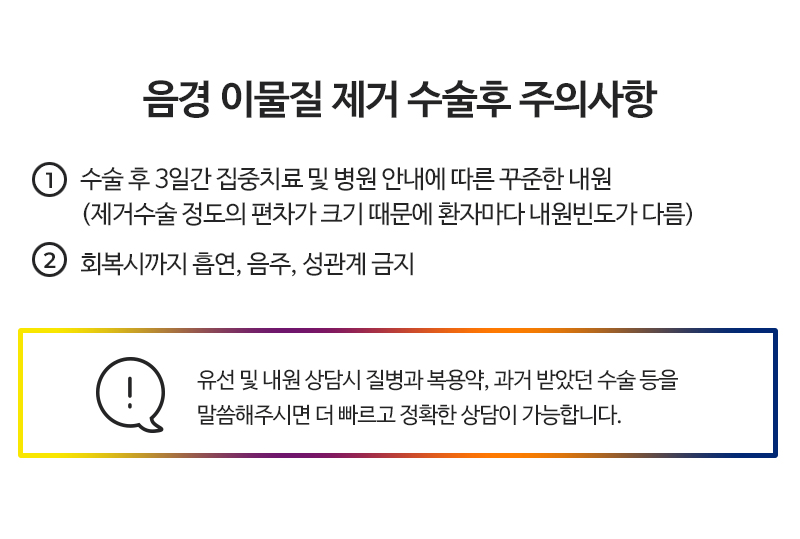 음경 이물질 제거 수술후 주의사항
① 수술 후 3일간 집중치료 및 병원 안내에 따른 꾸준한 내원
(제거수술 정도의 편차가 크기 때문에 환자마다 내원빈도가 다름)
② 회복시까지 흡연, 음주, 성관계 금지
유선 및 내원 상담시 질병과 복용약, 과거 받았던 수술 등을
말씀해주시면 더 빠르고 정확한 상담이 가능합니다.